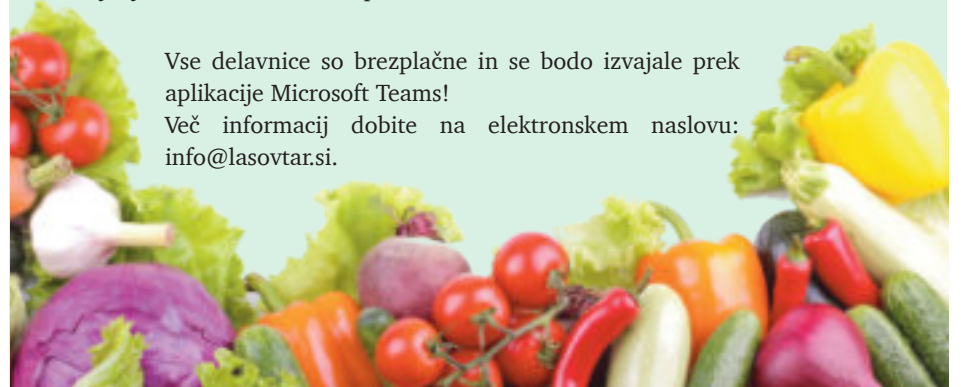 Vse delavnice so brezplačne in se bodo izvajale prek
aplikacije Microsoft Teams!
Več informacij dobite na elektronskem naslovu:
info@lasovtar.si.